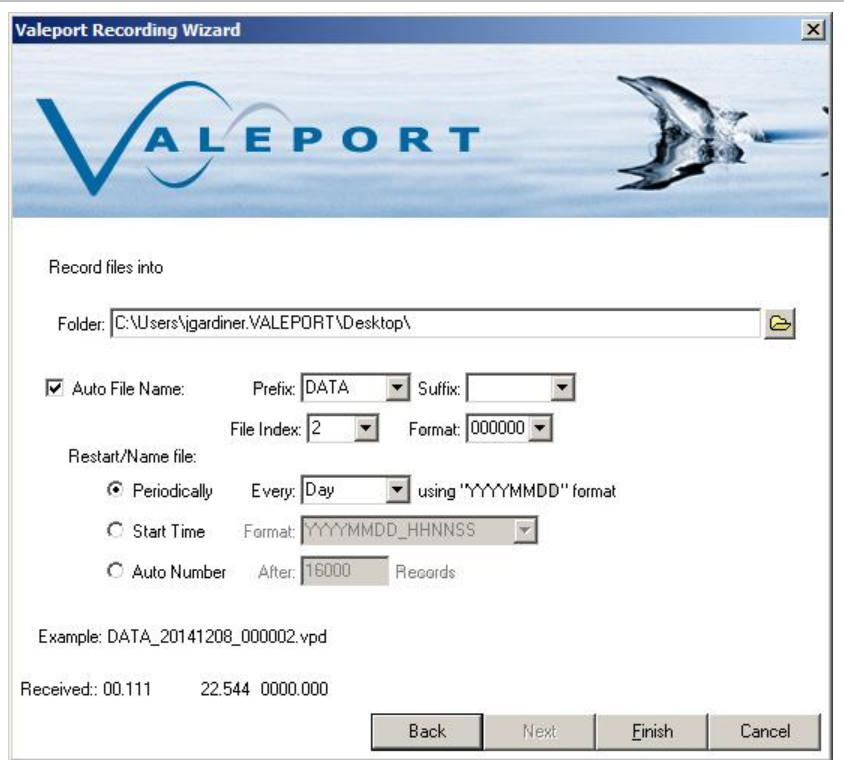 Valeport Recording Wizard
VALEPORT
Record files into
Folder: C:\Users\jgardiner.VALEPORT\Desktop\
Auto File Name: Prefix: DATA Suffix:
File Index: 2 Format: 000000
Restart/Name file:
Periodically Every: Day using "YYYYMMDD" format
Start Time Format: YYYYMMDD_HHNNSS
Auto Number After: 16000 Records
Example: DATA_20141208_000002.vpd
Received:: 00.111 22.544 0000.000
Back Next Finish Cancel